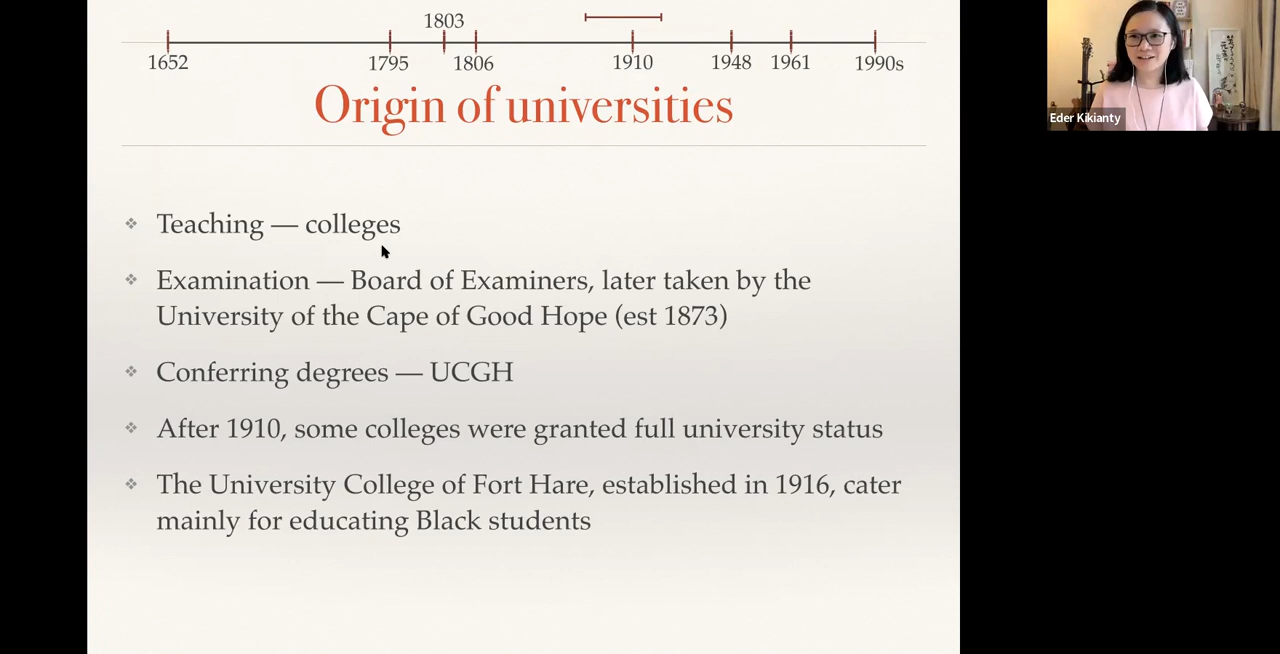 1803
1652 1795 1806 1910 1948 1961 1990s
Origin of universities
Teaching — colleges
Examination — Board of Examiners, later taken by the
University of the Cape of Good Hope (est 1873)
Conferring degrees — UCGH
After 1910, some colleges were granted full university status
The University College of Fort Hare, established in 1916, cater
mainly for educating Black students
Eder Kikianty